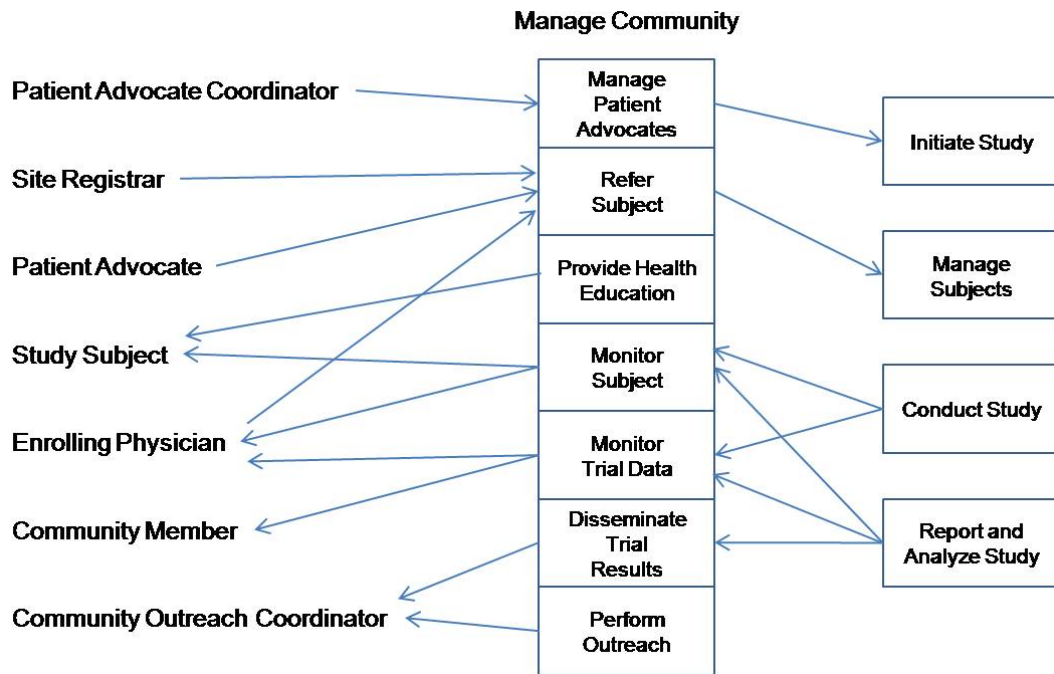 Manage Community
Patient Advocate Coordinator
Site Registrar
Patient Advocate
Study Subject
Enrolling Physician
Community Member
Community Outreach Coordinator
Manage
Patient
Advocates
Refer
Subject
Provide Health
Education
Monitor
Subject
Monitor
Trial Data
Disseminate
Trial
Results
Perform
Outreach
Initiate Study
Manage
Subjects
Conduct Study
Report and
Analyze Study